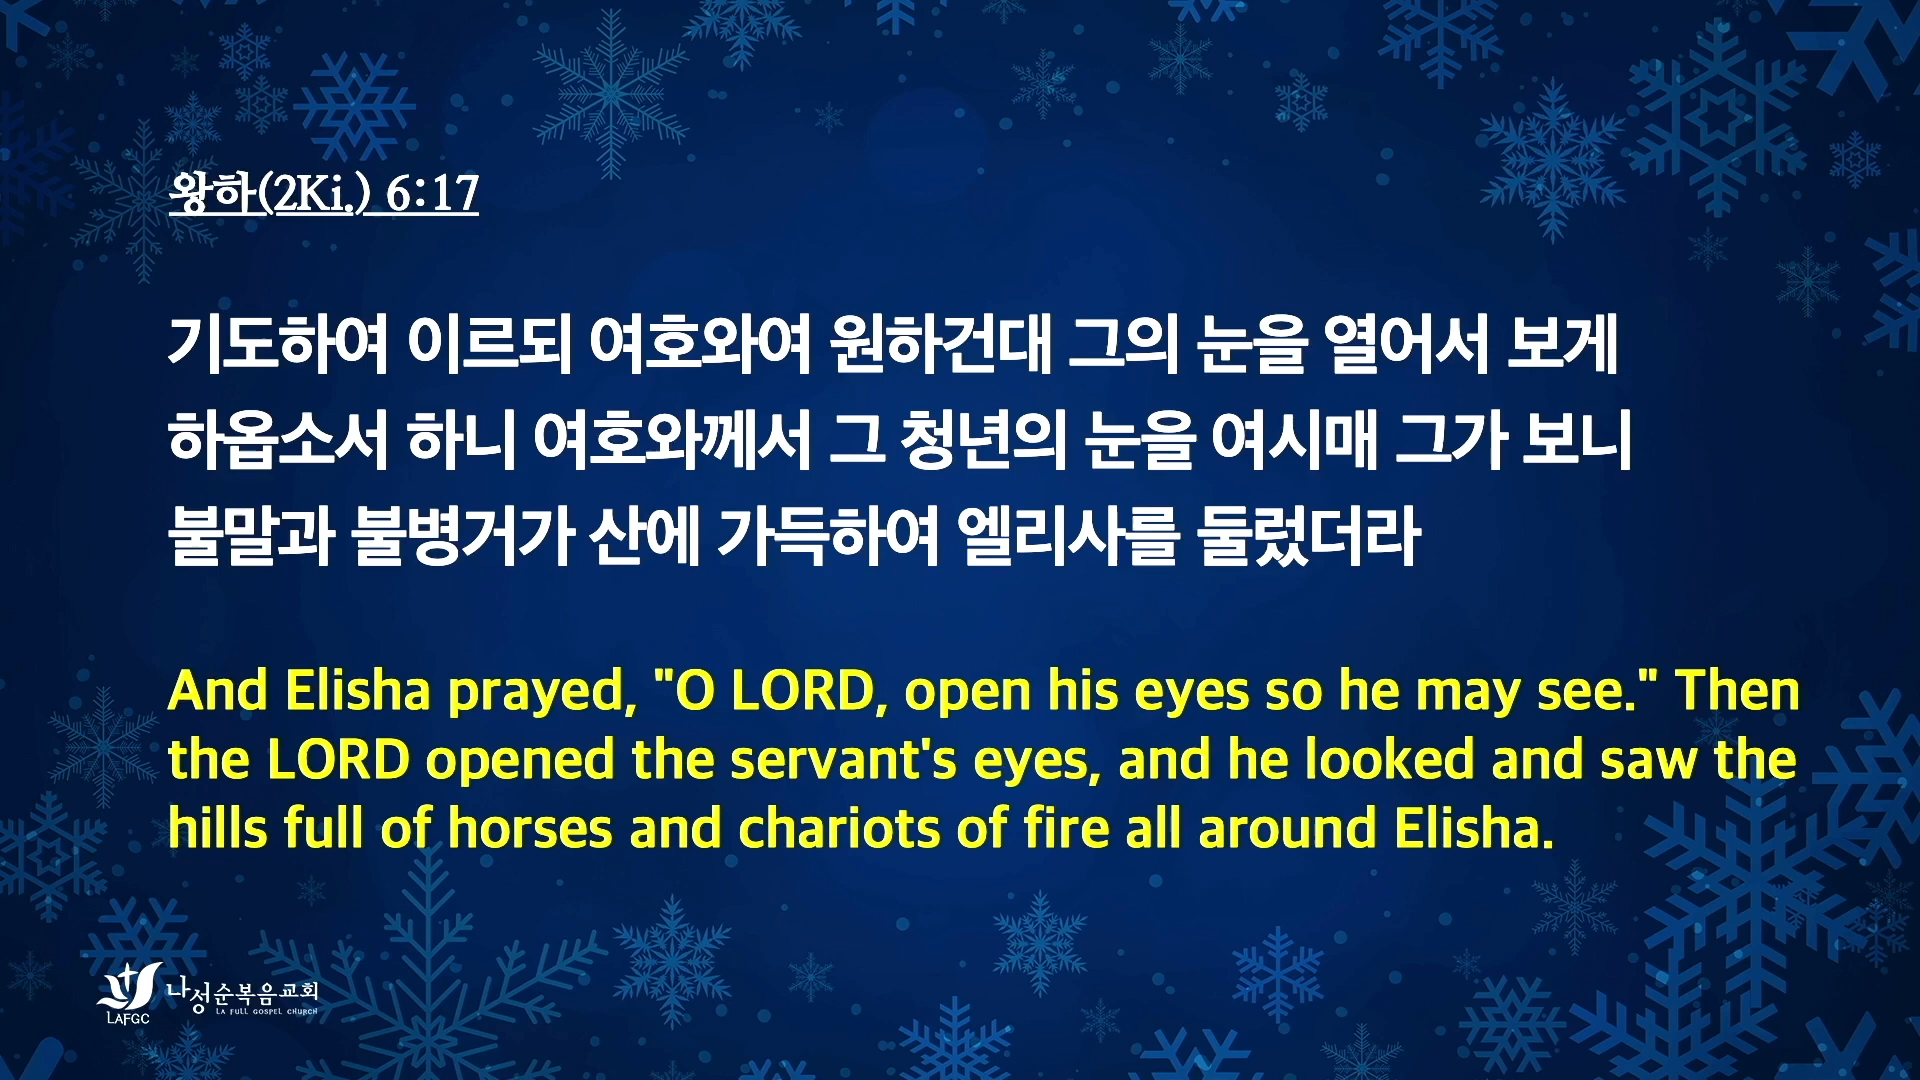 왕하(2Ki.) 6:17
기도하여 이르되 여호와여 원하건대 그의 눈을 열어서 보게
하옵소서 하니 여호와께서 그 청년의 눈을 여시매 그가 보니
불말과 불병거가 산에 가득하여 엘리사를 둘렀더라
And Elisha prayed, "O LORD, open his eyes so he may see." Then
the LORD opened the servant's eyes, and he looked and saw the
hills full of horses and chariots of fire all around Elisha.
나성순복음교회
LA FULL GOSPEL CHURCH
LAFGC